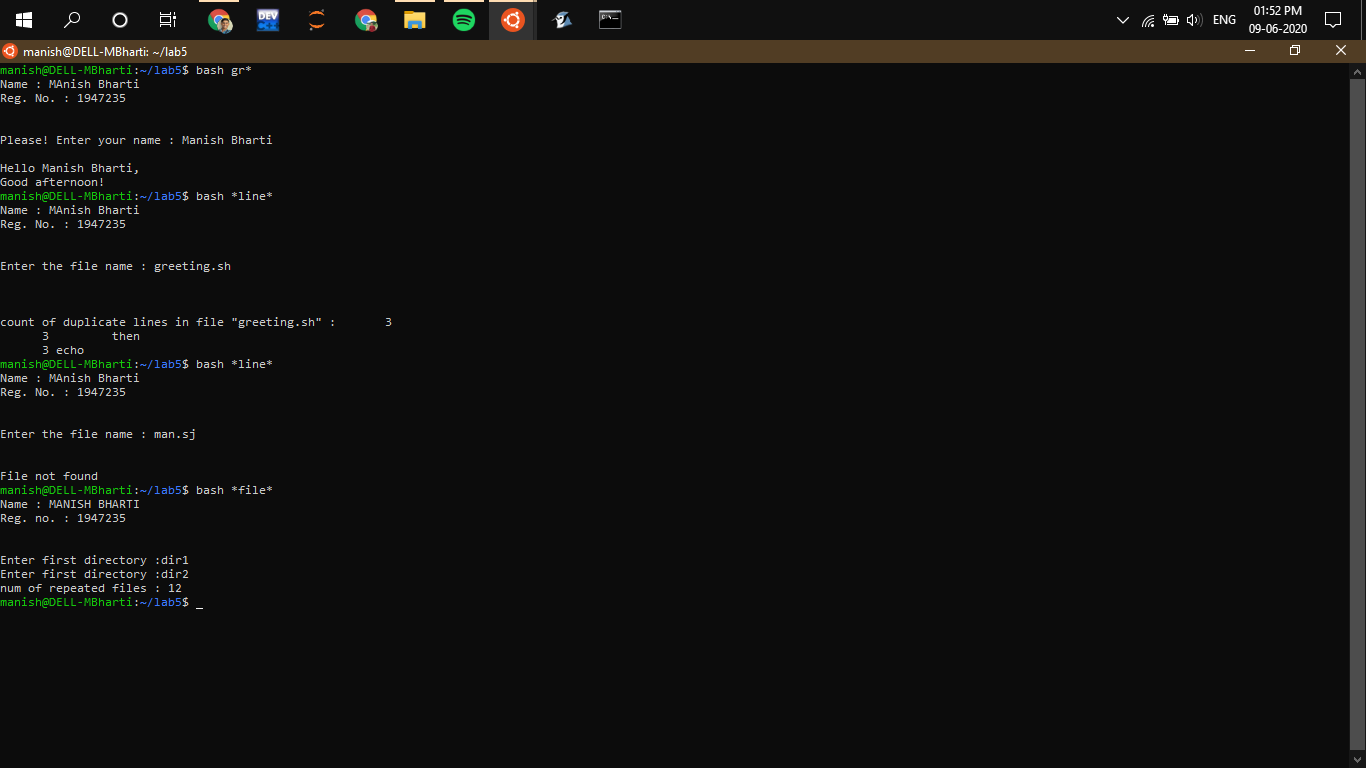 DEV
C++
ENG
01:52 PM
09-06-2020
manish@DELL-MBharti: ~/lab5
manish@DELL-MBharti:~/lab5$ bash gr*
Name : MAnish Bharti
Reg. No. : 1947235
Please! Enter your name : Manish Bharti
Hello Manish Bharti,
Good afternoon!
manish@DELL-MBharti:~/lab5$ bash *line*
Name : MAnish Bharti
Reg. No. : 1947235
Enter the file name : greeting.sh
count of duplicate lines in file "greeting.sh" :       3
      3         then
      3 echo
manish@DELL-MBharti:~/lab5$ bash *line*
Name : MAnish Bharti
Reg. No. : 1947235
Enter the file name : man.sj
File not found
manish@DELL-MBharti:~/lab5$ bash *file*
Name : MANISH BHARTI
Reg. no. : 1947235
Enter first directory :dir1
Enter first directory :dir2
num of repeated files : 12
manish@DELL-MBharti:~/lab5$ _